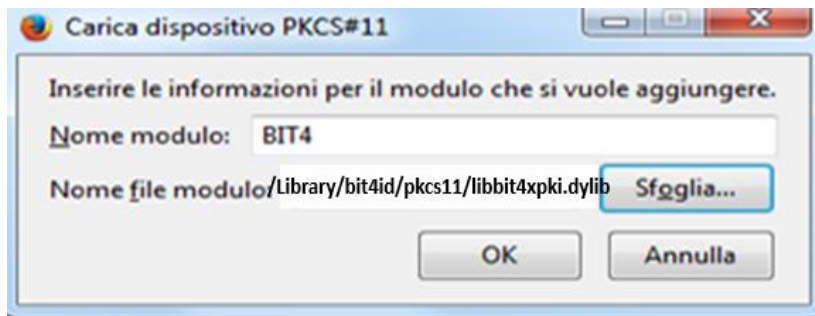 Carica dispositivo PKCS#11
Inserire le informazioni per il modulo che si vuole aggiungere.
Nome modulo: BIT4
Nome file modulo: /Library/bit4id/pkcs11/libbit4xpki.dylib Sfoglia...
OK Annulla